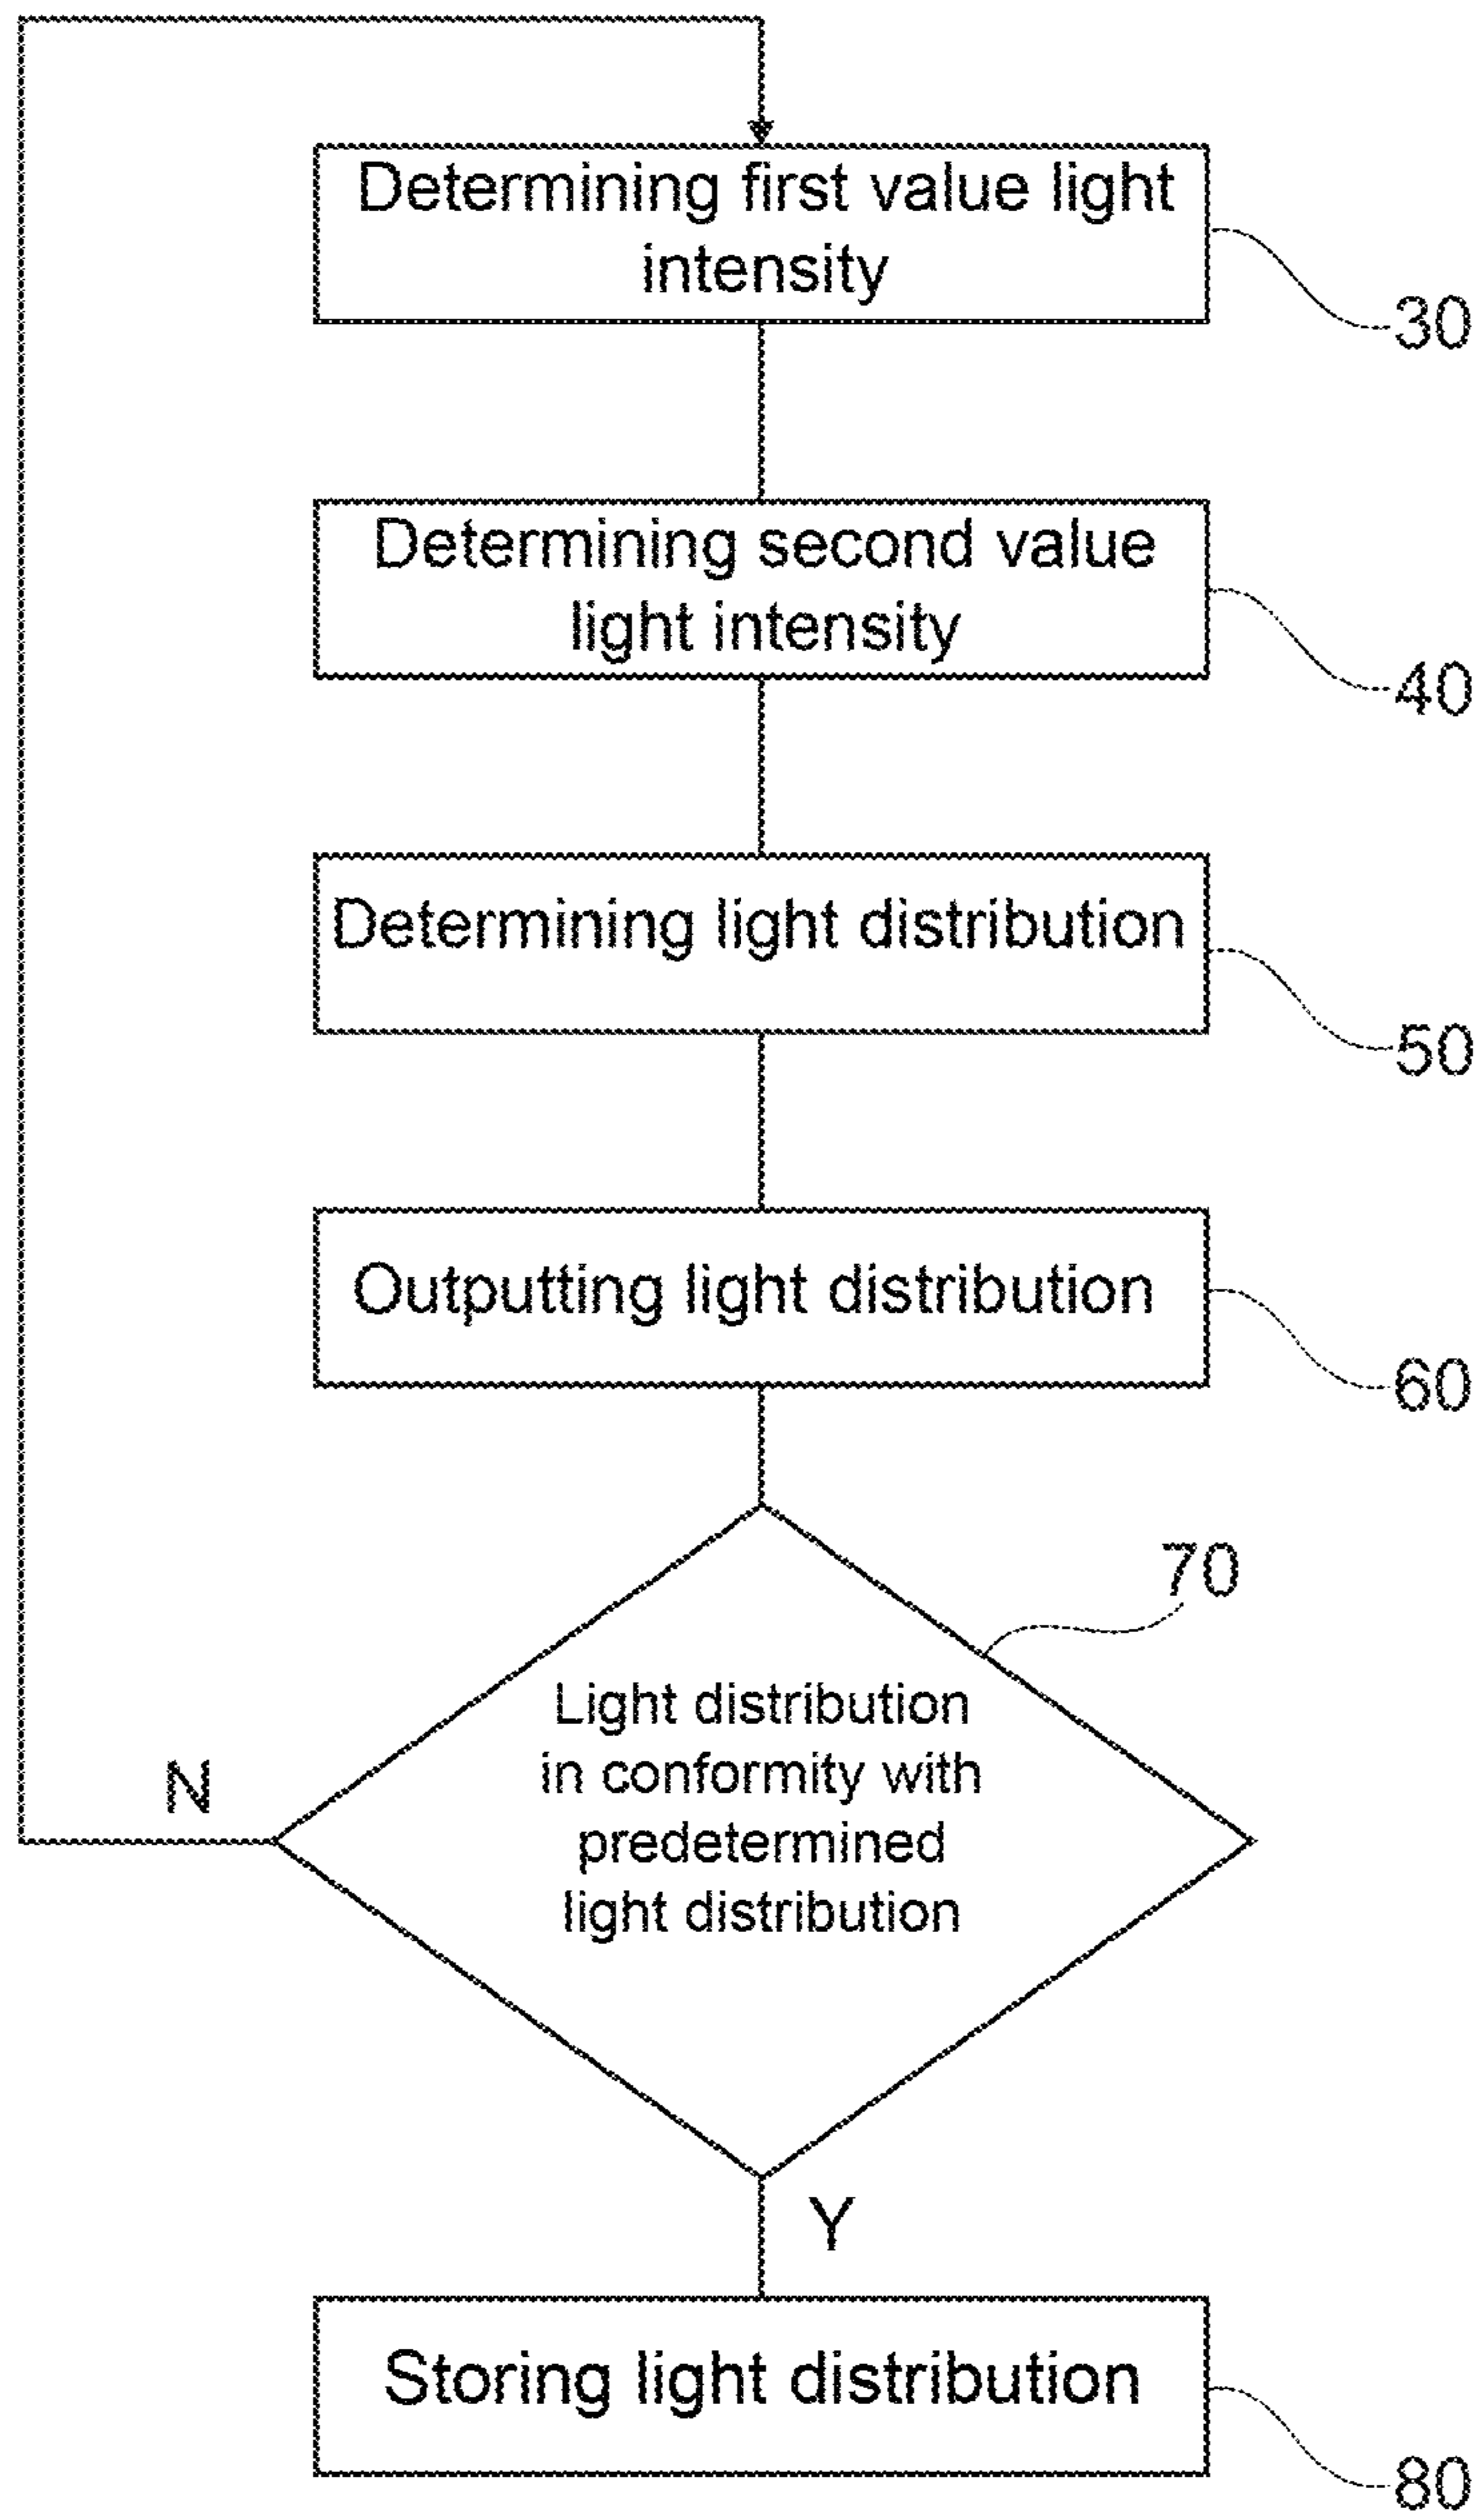 Determining first value light
intensity
30
Determining second value
light intensity
40
Determining light distribution
50
Outputting light distribution
60
70
Light distribution
in conformity with
predetermined
light distribution
N
Y
Storing light distribution
80